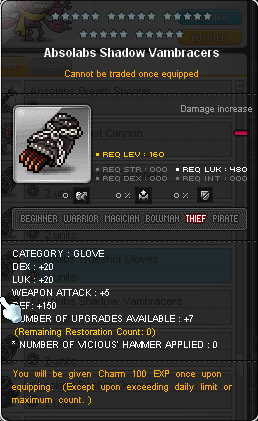 Absolabs Shadow Vambracers
Cannot be traded once equipped
Damage increase
• REQ LEV : 160
• REQ STR : 000 • REQ LUK : 480
• REQ DEX : 000 • REQ INT : 000
0 0% 0%
BEGINNER WARRIOR MAGICIAN BOWMAN THIEF PIRATE
CATEGORY : GLOVE
DEX : +20
LUK : +20
WEAPON ATTACK : +5
DEF : +150
NUMBER OF UPGRADES AVAILABLE : +7
(Remaining Restoration Count: 0)
* NUMBER OF VICIOUS' HAMMER APPLIED : 0
You will be given Charm 100 EXP once upon
equipping. (Except upon exceeding daily limit or
maximum count. )